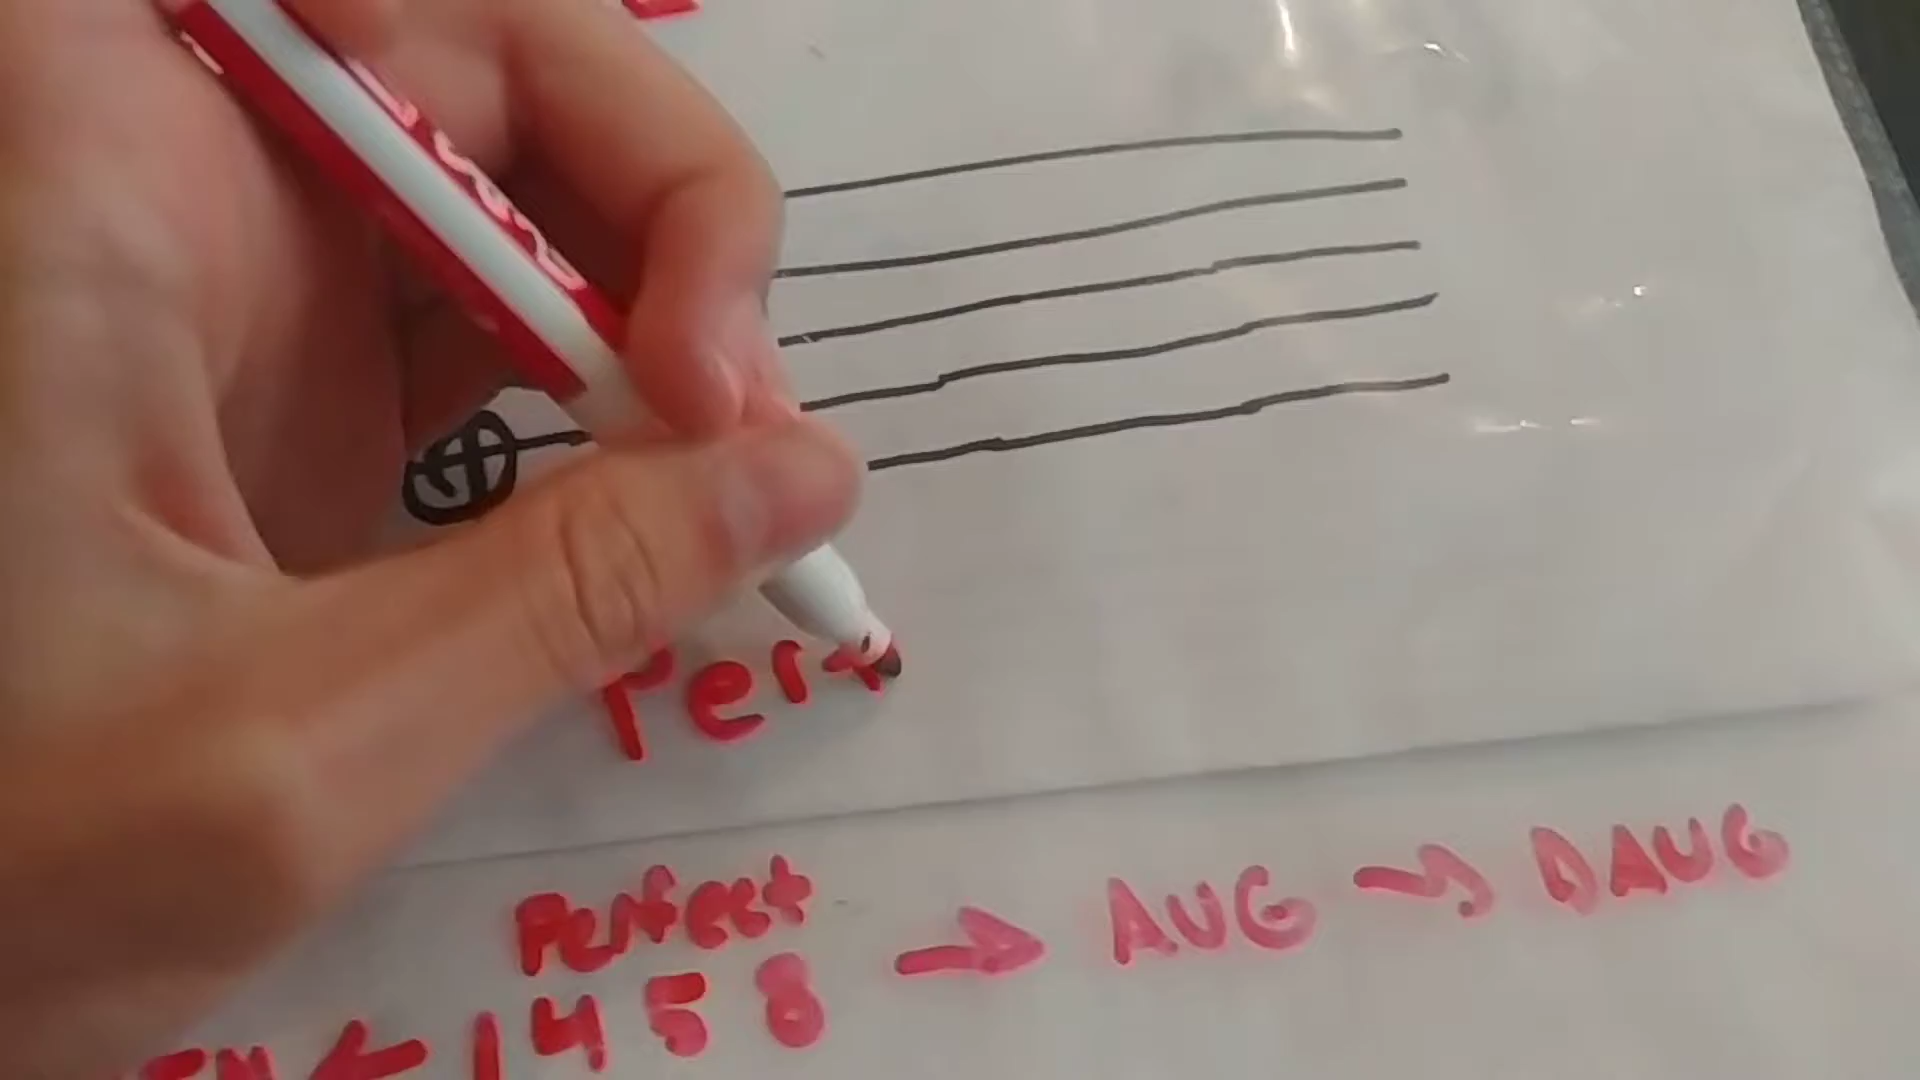 Perf
Perfect
1 4 5 8 → AUG → DAUG